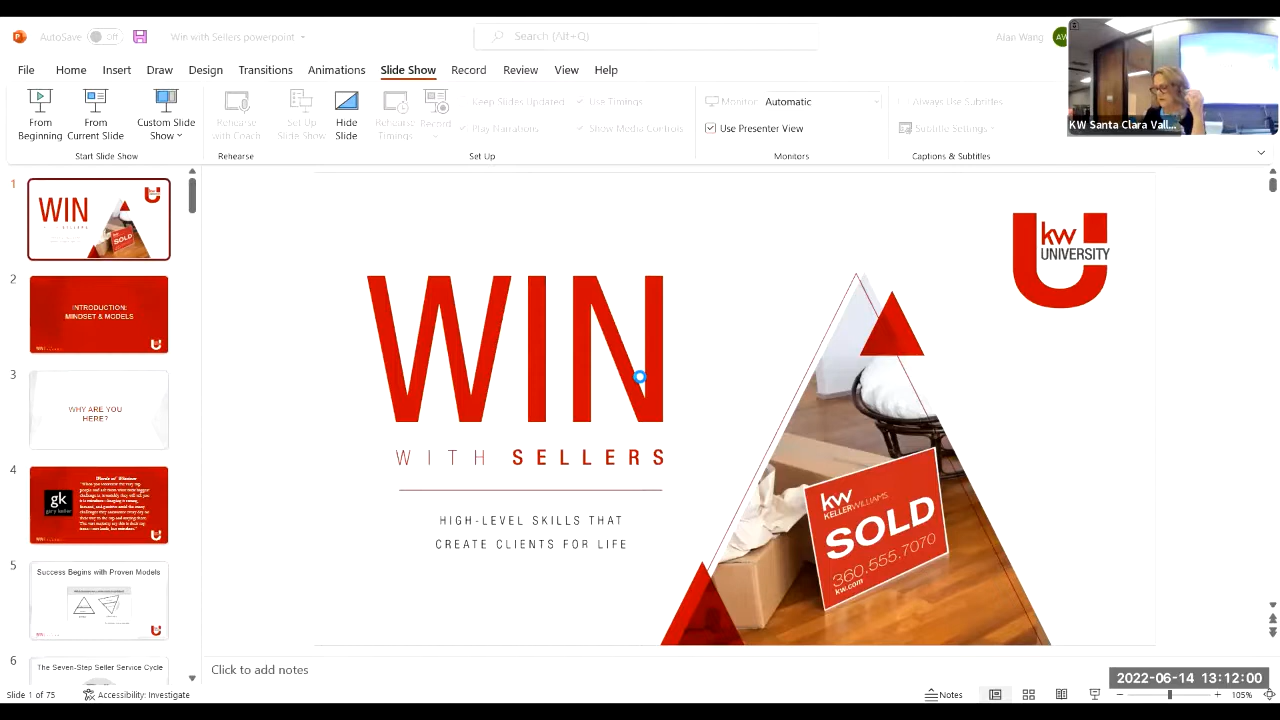 AutoSave Off Win with Sellers powerpoint Search (Alt+Q) Alan Wang AW
File Home Insert Draw Design Transitions Animations Slide Show Record Review View Help
From Beginning
From Current Slide
Custom Slide Show
Rehearse with Coach
Set Up Slide Show
Hide Slide
Rehearse Timings
Record
Keep Slides Updated
Use Timings
Play Narrations
Show Media Controls
Monitor: Automatic
Use Presenter View
Always Use Subtitles
Subtitle Settings
Start Slide Show Rehearse Set Up Monitors Captions & Subtitles
KW Santa Clara Vall...
1
WIN
WITH SELLERS
SOLD
2
INTRODUCTION:
MINDSET & MODELS
3
WHY ARE YOU
HERE?
4
gk
gary keller
5
Success Begins with Proven Models
6
The Seven-Step Seller Service Cycle
kw
UNIVERSITY
WIN
WITH SELLERS
HIGH-LEVEL SKILLS THAT
CREATE CLIENTS FOR LIFE
kw
KELLERWILLIAMS.
SOLD
360.555.7070
kw.com
Click to add notes
2022-06-14 13:12:00
Slide 1 of 75 Accessibility: Investigate Notes 105%